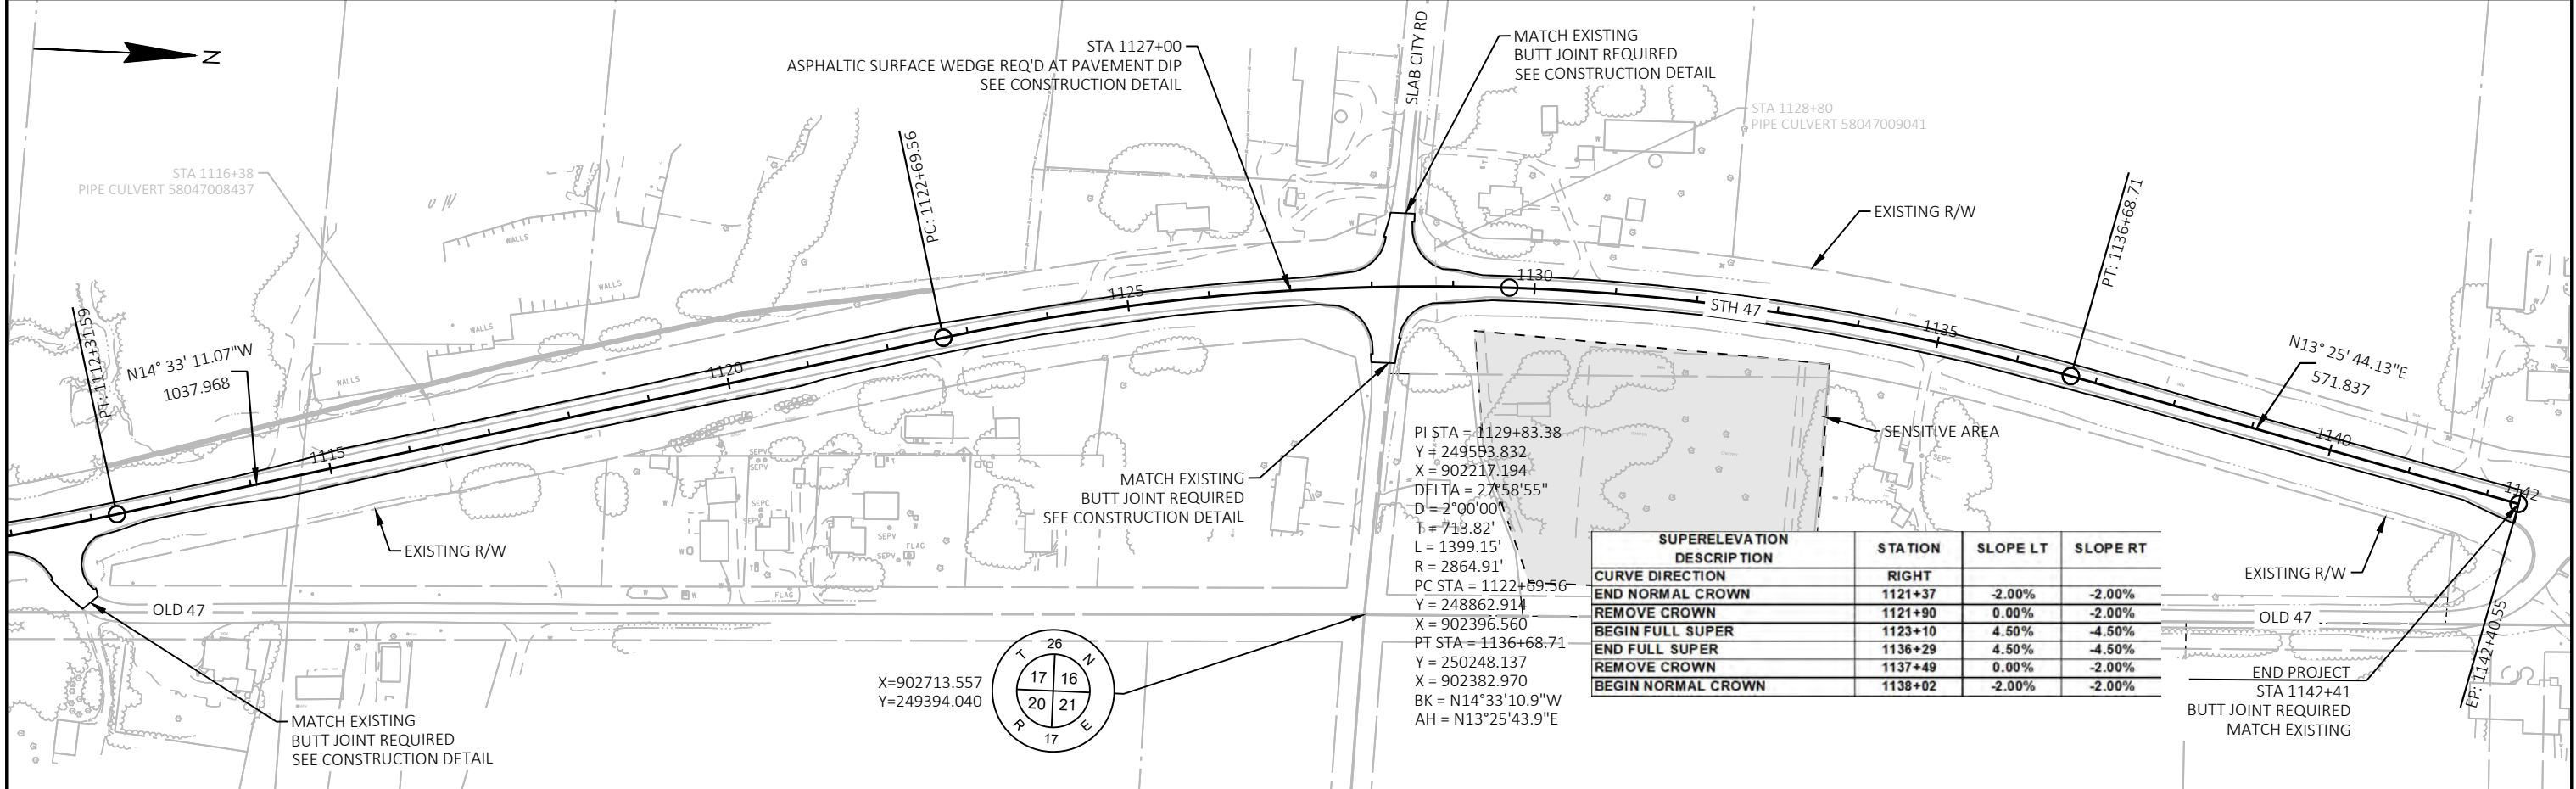 N
STA 1127+00
ASPHALTIC SURFACE WEDGE REQ'D AT PAVEMENT DIP
SEE CONSTRUCTION DETAIL
SLAB CITY RD
MATCH EXISTING
BUTT JOINT REQUIRED
SEE CONSTRUCTION DETAIL
STA 1128+80
PIPE CULVERT 58047009041
STA 1116+38
PIPE CULVERT 58047008437
PC: 1122+69.56
EXISTING R/W
PT: 1136+68.71
WALLS
WALLS
WALLS
WALLS
PT: 1112+31.59
N14° 33' 11.07"W
1037.968
1115
1120
1125
1130
STH 47
1135
N13° 25' 44.13"E
571.837
1140
1142
SENSITIVE AREA
MATCH EXISTING
BUTT JOINT REQUIRED
SEE CONSTRUCTION DETAIL
PI STA = 1129+83.38
Y = 249553.832
X = 902217.194
DELTA = 27°58'55"
D = 2°00'00"
T = 713.82'
L = 1399.15'
R = 2864.91'
PC STA = 1122+69.56
Y = 248862.914
X = 902396.560
PT STA = 1136+68.71
Y = 250248.137
X = 902382.970
BK = N14°33'10.9"W
AH = N13°25'43.9"E
SUPERELEVATION DESCRIPTION STATION SLOPE LT SLOPE RT
CURVE DIRECTION RIGHT
END NORMAL CROWN 1121+37 -2.00% -2.00%
REMOVE CROWN 1121+90 0.00% -2.00%
BEGIN FULL SUPER 1123+10 4.50% -4.50%
END FULL SUPER 1136+29 4.50% -4.50%
REMOVE CROWN 1137+49 0.00% -2.00%
BEGIN NORMAL CROWN 1138+02 -2.00% -2.00%
EXISTING R/W
EXISTING R/W
SEPV
SEPV
SEPC
SEPV
SEPV
FLAG
FLAG
SEPC
OLD 47
OLD 47
X=902713.557
Y=249394.040
T 26 N
17 16
20 21
R 17 E
MATCH EXISTING
BUTT JOINT REQUIRED
SEE CONSTRUCTION DETAIL
END PROJECT
STA 1142+41
BUTT JOINT REQUIRED
MATCH EXISTING
EP: 1142+40.55